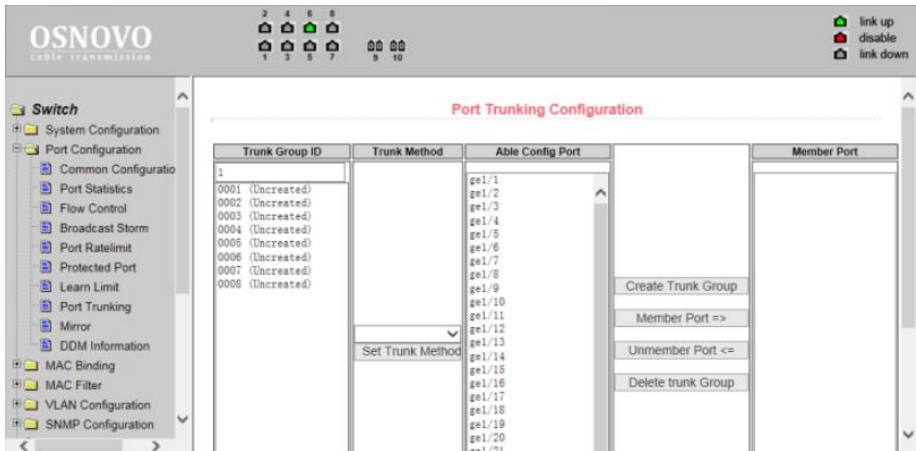 OSNOVO
cable transmission
2 4 6 8
1 3 5 7 9 10
link up
disable
link down
Switch
System Configuration
Port Configuration
Common Configuratio
Port Statistics
Flow Control
Broadcast Storm
Port Ratelimit
Protected Port
Learn Limit
Port Trunking
Mirror
DDM Information
MAC Binding
MAC Filter
VLAN Configuration
SNMP Configuration
Port Trunking Configuration
Trunk Group ID
1
0001 (Uncreated)
0002 (Uncreated)
0003 (Uncreated)
0004 (Uncreated)
0005 (Uncreated)
0006 (Uncreated)
0007 (Uncreated)
0008 (Uncreated)
Trunk Method
Set Trunk Method
Able Config Port
ge1/1
ge1/2
ge1/3
ge1/4
ge1/5
ge1/6
ge1/7
ge1/8
ge1/9
ge1/10
ge1/11
ge1/12
ge1/13
ge1/14
ge1/15
ge1/16
ge1/17
ge1/18
ge1/19
ge1/20
ge1/21
Create Trunk Group
Member Port =>
Unmember Port <=
Delete trunk Group
Member Port